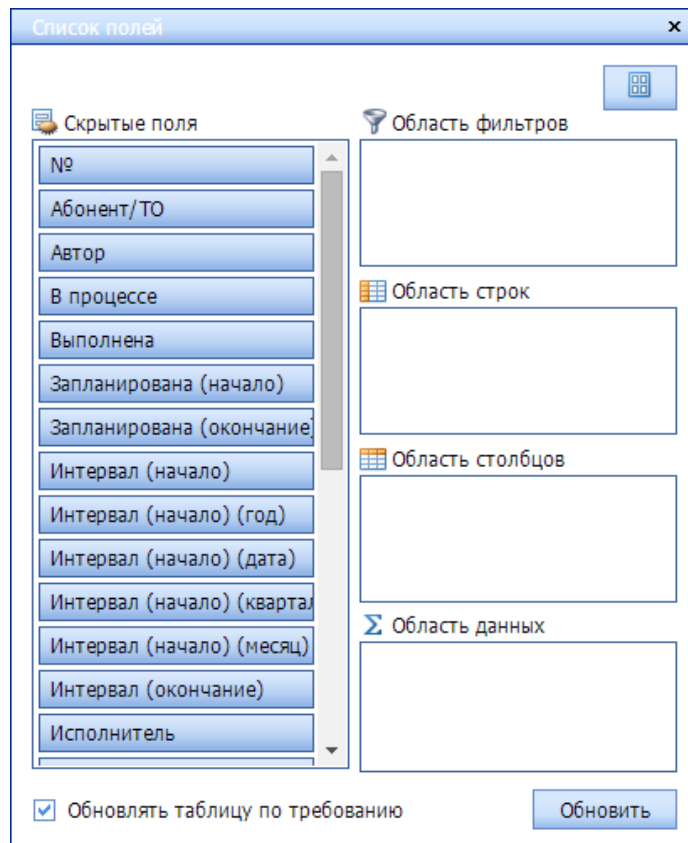 Список полей
Скрытые поля
№
Абонент/ТО
Автор
В процессе
Выполнена
Запланирована (начало)
Запланирована (окончание)
Интервал (начало)
Интервал (начало) (год)
Интервал (начало) (дата)
Интервал (начало) (квартал
Интервал (начало) (месяц)
Интервал (окончание)
Исполнитель
Область фильтров
Область строк
Область столбцов
Σ Область данных
Обновлять таблицу по требованию
Обновить